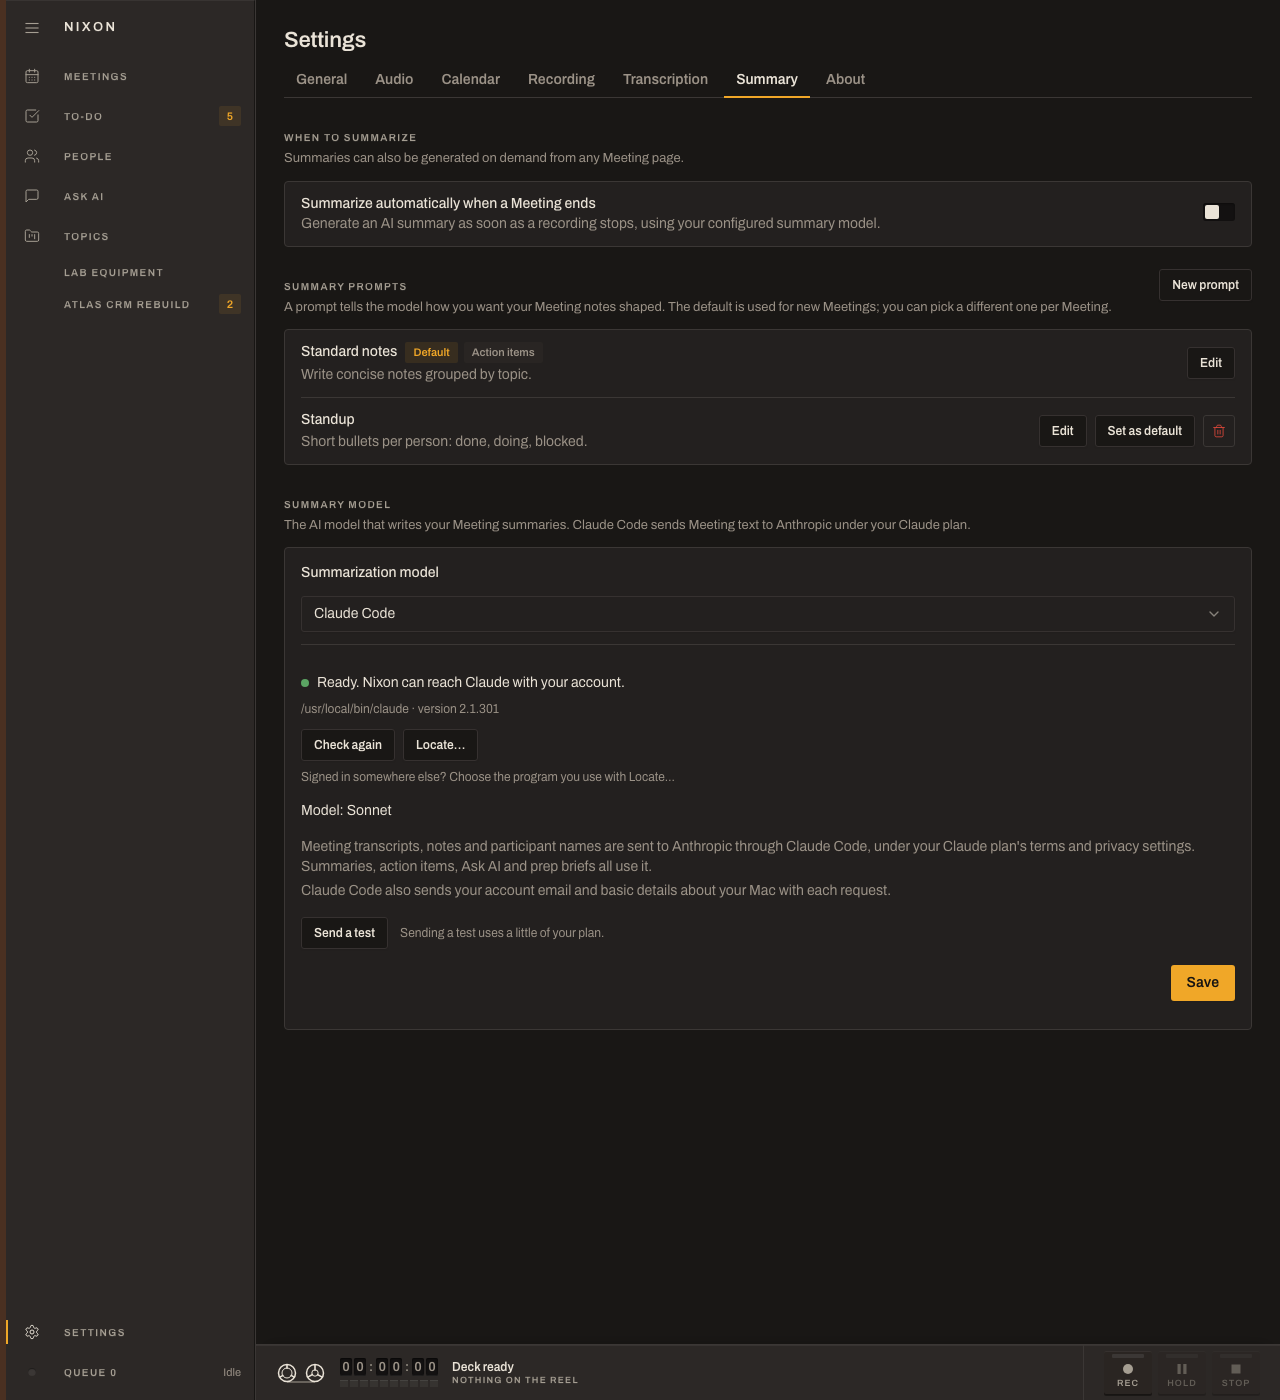 NIXON
MEETINGS
TO-DO 5
PEOPLE
ASK AI
TOPICS
LAB EQUIPMENT
ATLAS CRM REBUILD 2
Settings
General Audio Calendar Recording Transcription Summary About
WHEN TO SUMMARIZE
Summaries can also be generated on demand from any Meeting page.
Summarize automatically when a Meeting ends
Generate an AI summary as soon as a recording stops, using your configured summary model.
SUMMARY PROMPTS
New prompt
A prompt tells the model how you want your Meeting notes shaped. The default is used for new Meetings; you can pick a different one per Meeting.
Standard notes Default Action items
Write concise notes grouped by topic.
Edit
Standup
Short bullets per person: done, doing, blocked.
Edit Set as default
SUMMARY MODEL
The AI model that writes your Meeting summaries. Claude Code sends Meeting text to Anthropic under your Claude plan.
Summarization model
Claude Code
Ready. Nixon can reach Claude with your account.
/usr/local/bin/claude · version 2.1.301
Check again Locate...
Signed in somewhere else? Choose the program you use with Locate...
Model: Sonnet
Meeting transcripts, notes and participant names are sent to Anthropic through Claude Code, under your Claude plan's terms and privacy settings.
Summaries, action items, Ask AI and prep briefs all use it.
Claude Code also sends your account email and basic details about your Mac with each request.
Send a test Sending a test uses a little of your plan.
Save
SETTINGS
QUEUE 0 Idle
00:00:00
Deck ready
NOTHING ON THE REEL
REC HOLD STOP